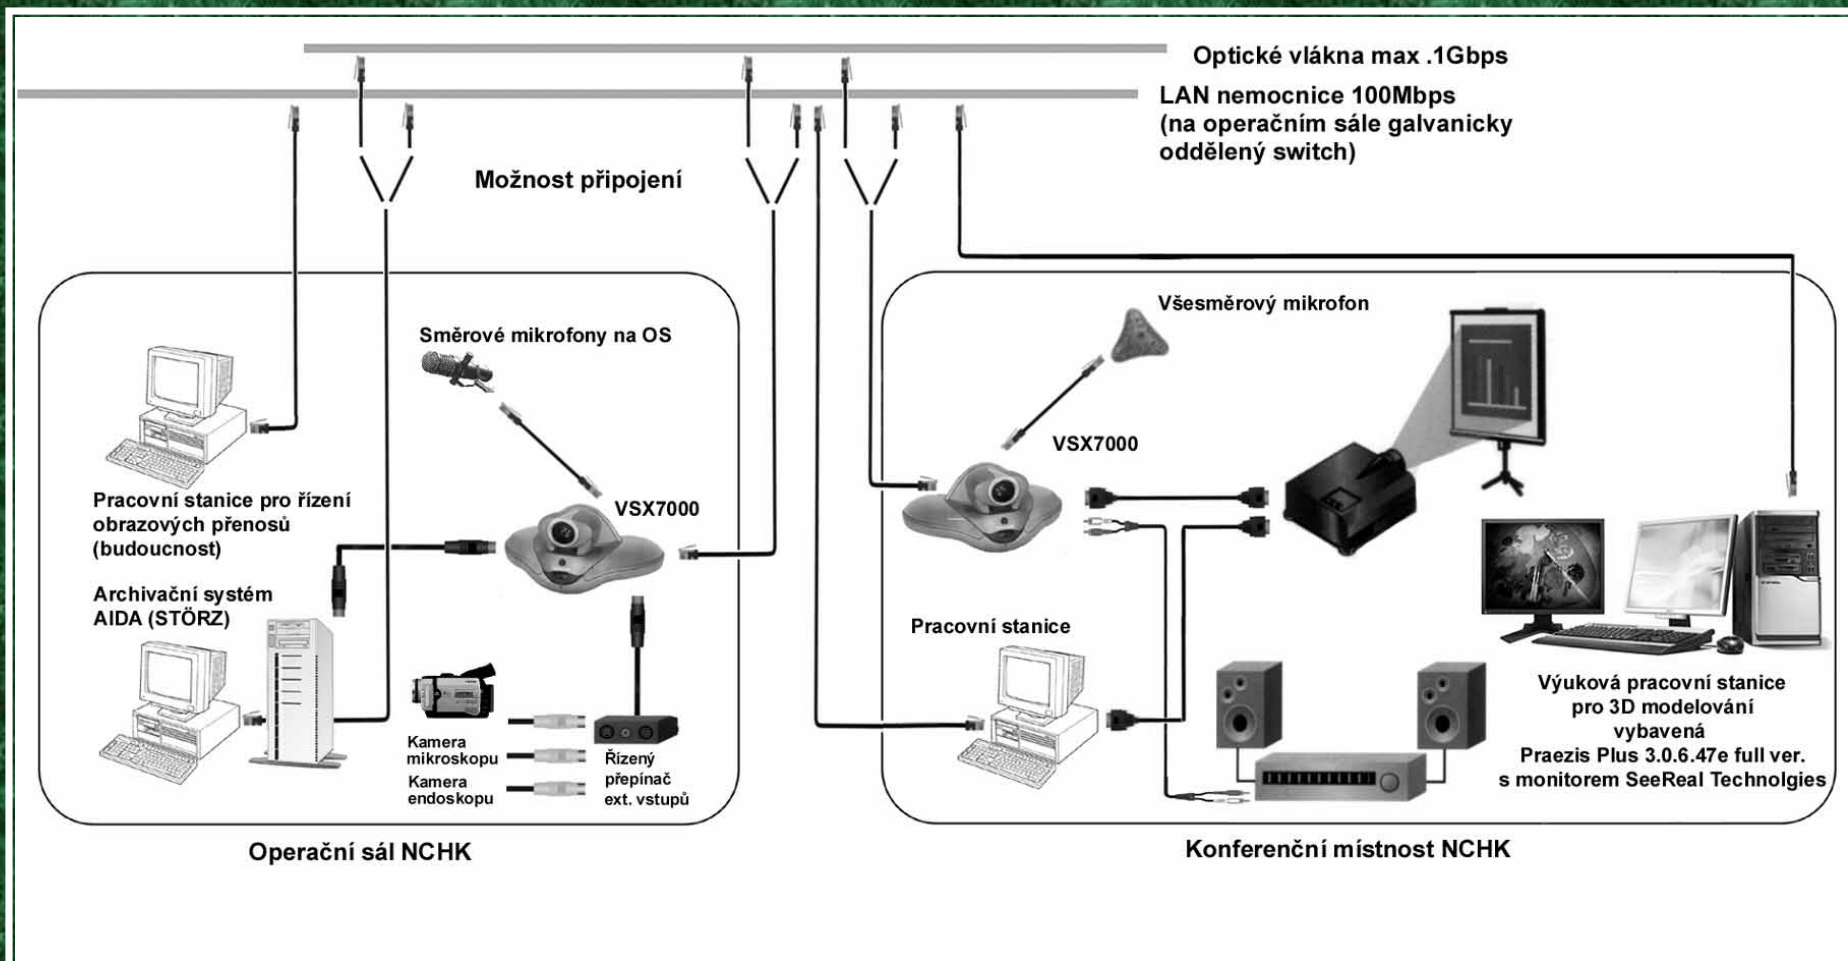 Optické vlákna max .1Gbps
LAN nemocnice 100Mbps
(na operačním sále galvanicky
oddělený switch)
Možnost připojení
Směrové mikrofony na OS
VSX7000
Pracovní stanice pro řízení
obrazových přenosů
(budoucnost)
Archivační systém
AIDA (STÖRZ)
Kamera
mikroskopu
Kamera
endoskopu
Řízený
přepínač
ext. vstupů
Operační sál NCHK
Všesměrový mikrofon
VSX7000
Pracovní stanice
Výuková pracovní stanice
pro 3D modelování
vybavená
Praezis Plus 3.0.6.47e full ver.
s monitorem SeeReal Technolgies
Konferenční místnost NCHK